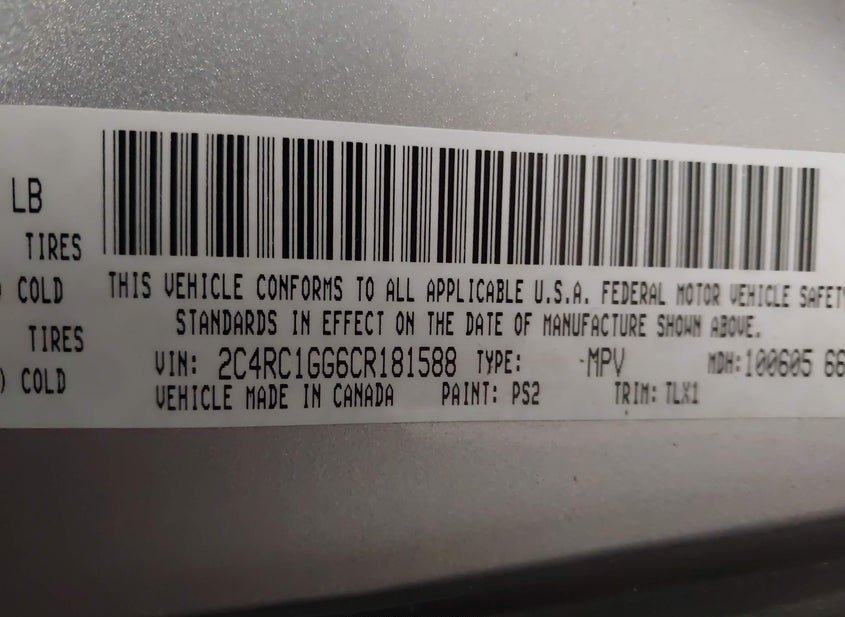 LB
TIRES
) COLD
TIRES
) COLD
THIS VEHICLE CONFORMS TO ALL APPLICABLE U.S.A. FEDERAL MOTOR VEHICLE SAFETY
STANDARDS IN EFFECT ON THE DATE OF MANUFACTURE SHOWN ABOVE.
VIN: 2C4RC1GG6CR181588 TYPE: MPV MDH:100605 66
VEHICLE MADE IN CANADA PAINT: PS2 TRIM: TLX1